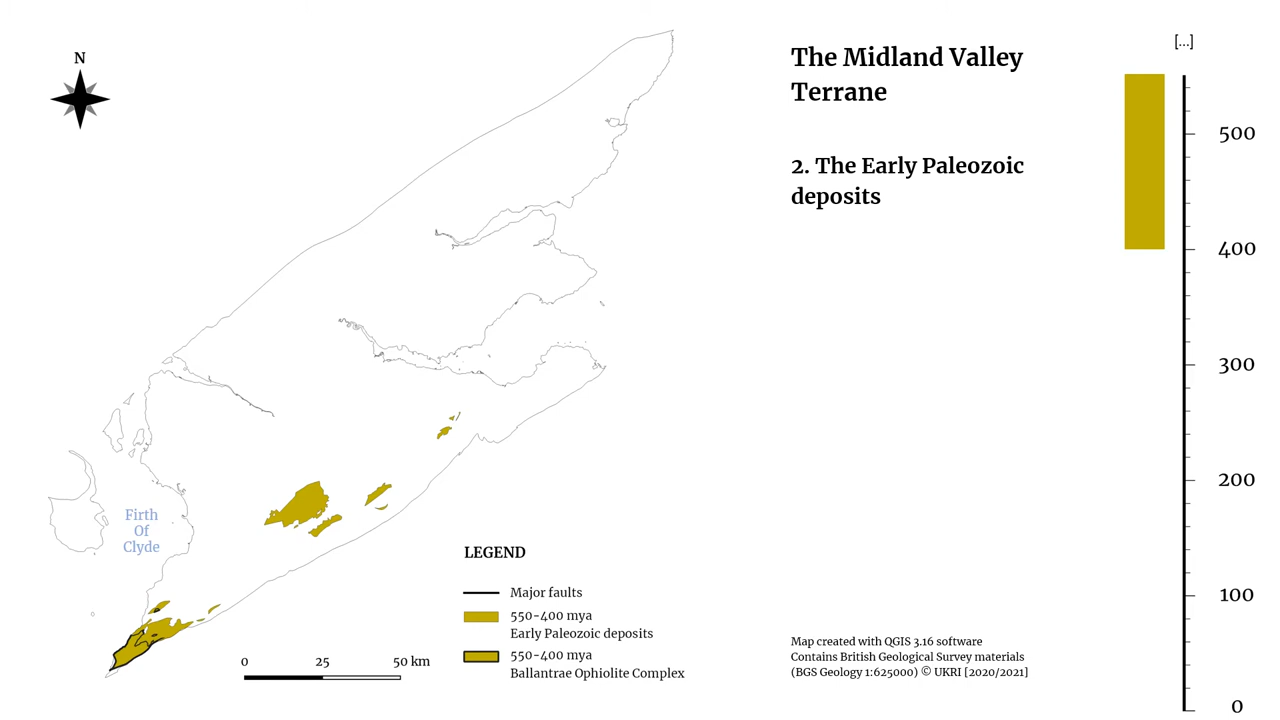 N
The Midland Valley
Terrane
2. The Early Paleozoic
deposits
[...]
500
400
300
200
100
0
Firth
Of
Clyde
LEGEND
Major faults
550-400 mya
Early Paleozoic deposits
550-400 mya
Ballantrae Ophiolite Complex
0 25 50 km
Map created with QGIS 3.16 software
Contains British Geological Survey materials
(BGS Geology 1:625000) © UKRI [2020/2021]